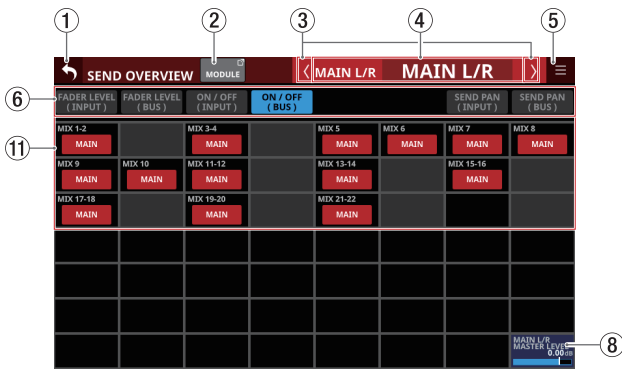 1 2 3 4 5
SEND OVERVIEW MODULE MAIN L/R MAIN L/R
6
FADER LEVEL FADER LEVEL ON / OFF ON / OFF SEND PAN SEND PAN
( INPUT ) ( BUS ) ( INPUT ) ( BUS ) ( INPUT ) ( BUS )
11
MIX 1-2 MIX 3-4 MIX 5 MIX 6 MIX 7 MIX 8
MAIN MAIN MAIN MAIN MAIN MAIN
MIX 9 MIX 10 MIX 11-12 MIX 13-14 MIX 15-16
MAIN MAIN MAIN MAIN MAIN
MIX 17-18 MIX 19-20 MIX 21-22
MAIN MAIN MAIN
MAIN L/R
MASTER LEVEL
0.00dB
8